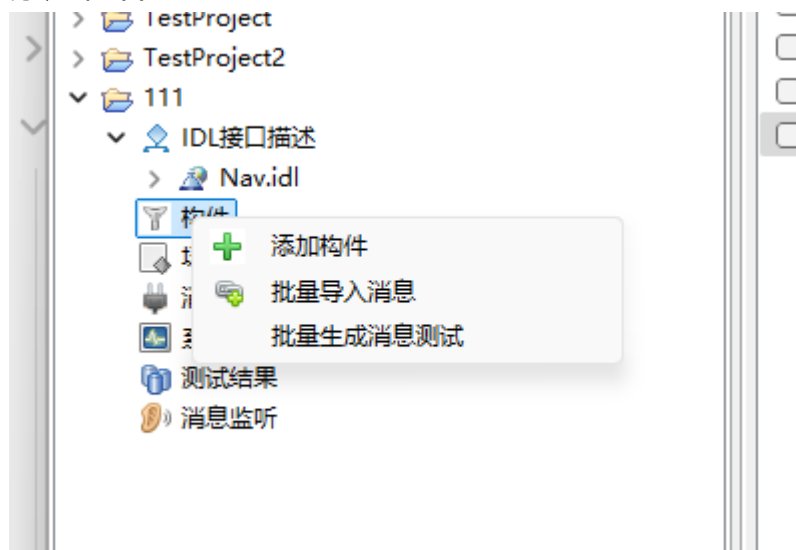 TestProject
TestProject2
111
IDL接口描述
Nav.idl
构件
添加构件
批量导入消息
批量生成消息测试
测试结果
消息监听